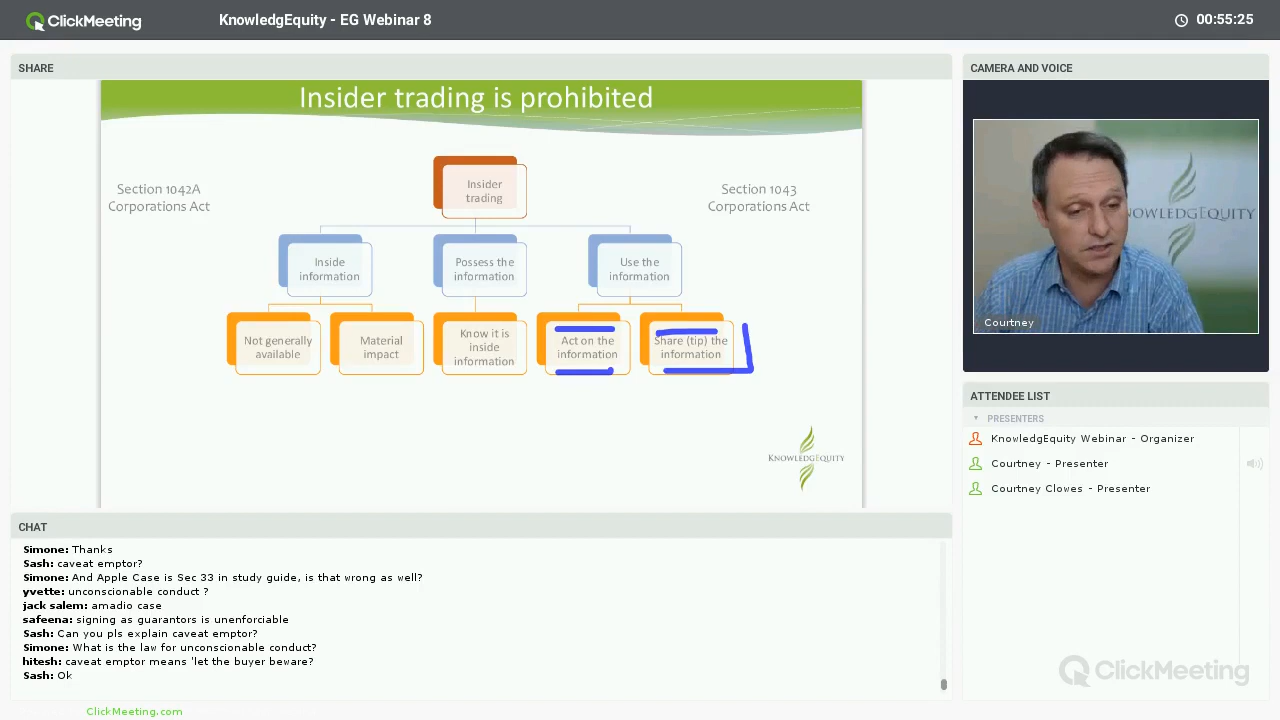 ClickMeeting
KnowledgEquity - EG Webinar 8
00:55:25
SHARE
Insider trading is prohibited
Section 1042A
Corporations Act
Section 1043
Corporations Act
Insider
trading
Inside
information
Possess the
information
Use the
information
Not generally
available
Material
impact
Know it is
inside
information
Act on the
information
Share (tip) the
information
KNOWLEDGEQUITY
CAMERA AND VOICE
NOWLEDGEQUITY
Courtney
ATTENDEE LIST
PRESENTERS
KnowledgEquity Webinar - Organizer
Courtney - Presenter
Courtney Clowes - Presenter
CHAT
Simone: Thanks
Sash: caveat emptor?
Simone: And Apple Case is Sec 33 in study guide, is that wrong as well?
yvette: unconscionable conduct ?
jack salem: amadio case
safeena: signing as guarantors is unenforciable
Sash: Can you pls explain caveat emptor?
Simone: What is the law for unconscionable conduct?
hitesh: caveat emptor means 'let the buyer beware?
Sash: Ok
ClickMeeting
ClickMeeting.com